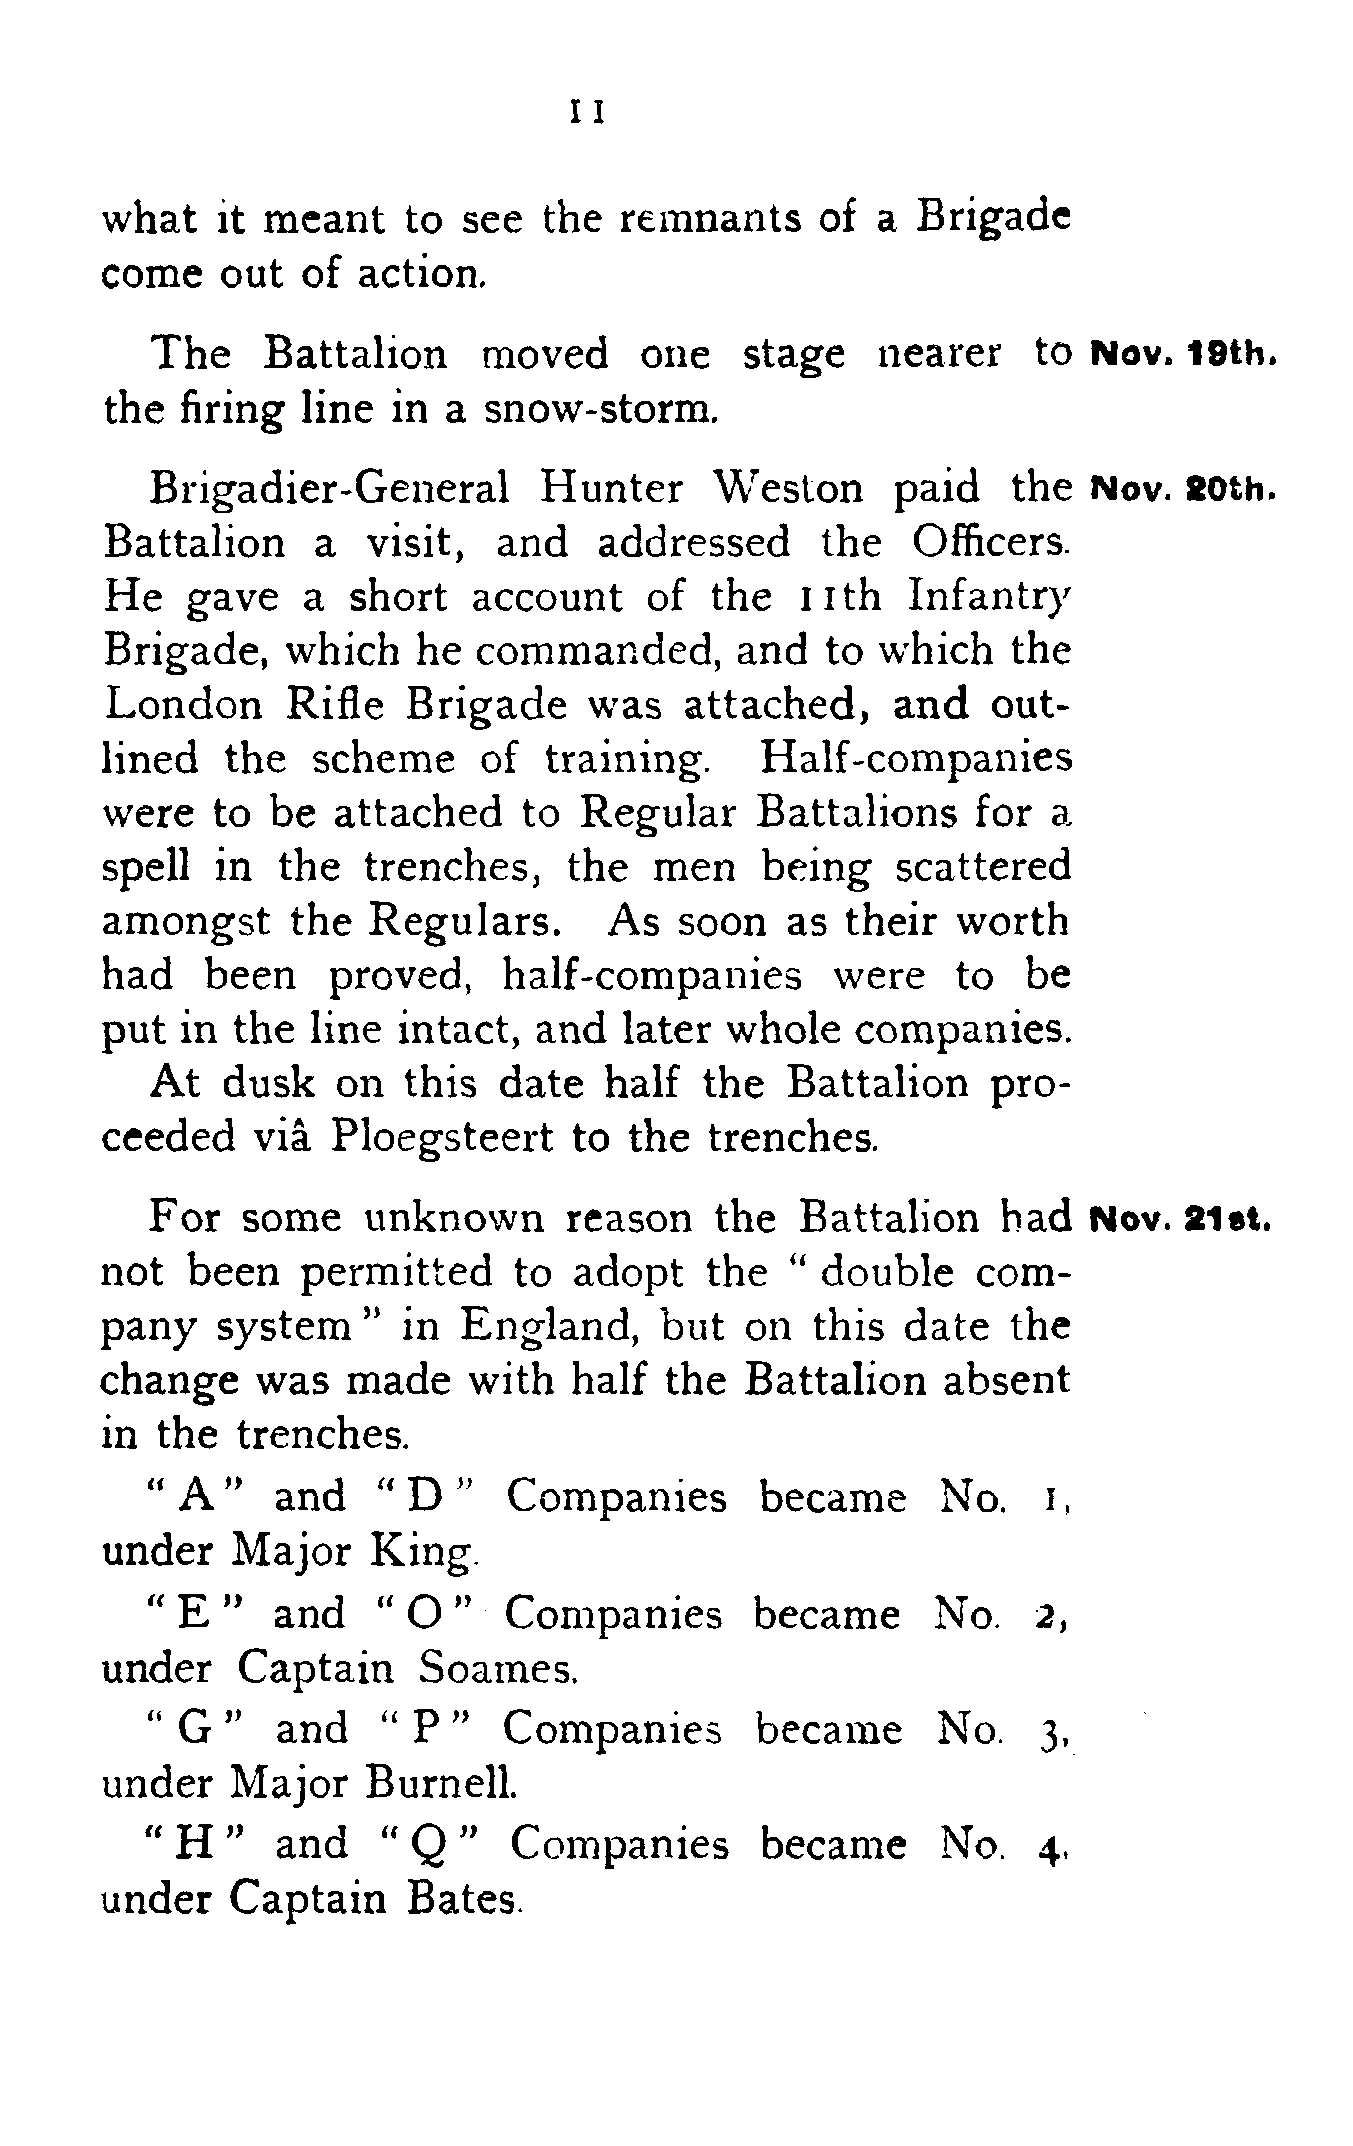 11
what it meant to see the remnants of a Brigade
come out of action.
The Battalion moved one stage nearer to Nov. 19th.
the firing line in a snow-storm.
Brigadier-General Hunter Weston paid the Nov. 20th.
Battalion a visit, and addressed the Officers.
He gave a short account of the 11th Infantry
Brigade, which he commanded, and to which the
London Rifle Brigade was attached, and out-
lined the scheme of training. Half-companies
were to be attached to Regular Battalions for a
spell in the trenches, the men being scattered
amongst the Regulars. As soon as their worth
had been proved, half-companies were to be
put in the line intact, and later whole companies.
At dusk on this date half the Battalion pro-
ceeded viâ Ploegsteert to the trenches.
For some unknown reason the Battalion had Nov. 21st.
not been permitted to adopt the " double com-
pany system " in England, but on this date the
change was made with half the Battalion absent
in the trenches.
" A " and " D " Companies became No. 1,
under Major King.
" E " and " O " Companies became No. 2,
under Captain Soames.
" G " and " P " Companies became No. 3,
under Major Burnell.
" H " and " Q " Companies became No. 4,
under Captain Bates.